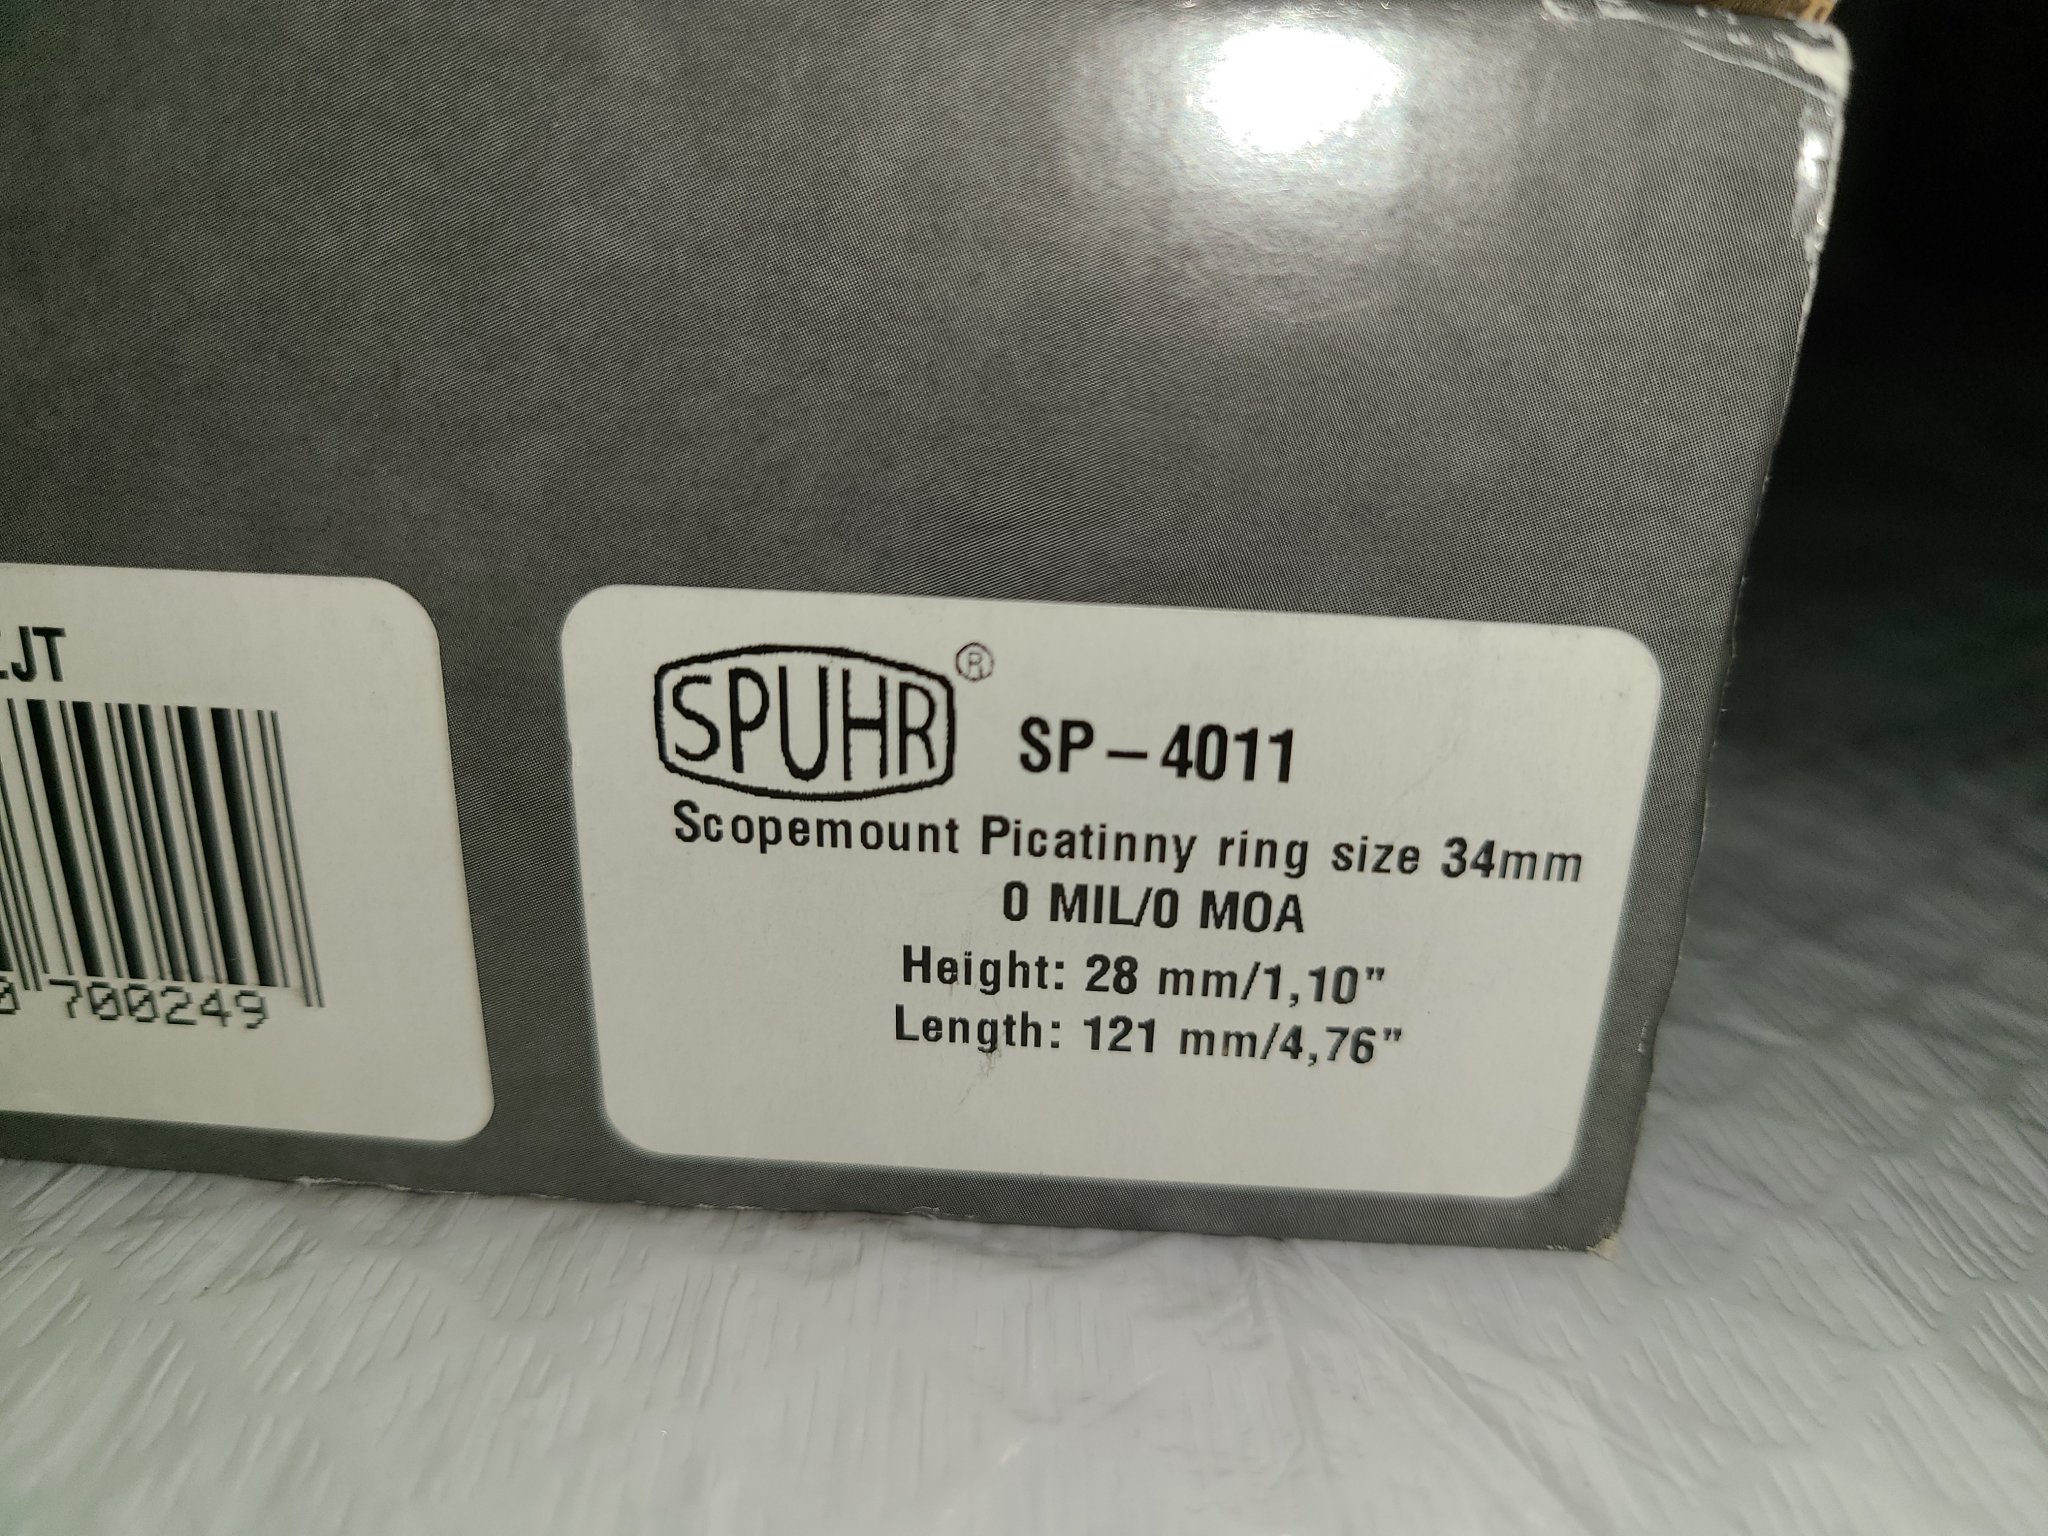 JT
700249
SPUHR® SP-4011
Scopemount Picatinny ring size 34mm
0 MIL/0 MOA
Height: 28 mm/1,10"
Length: 121 mm/4,76"